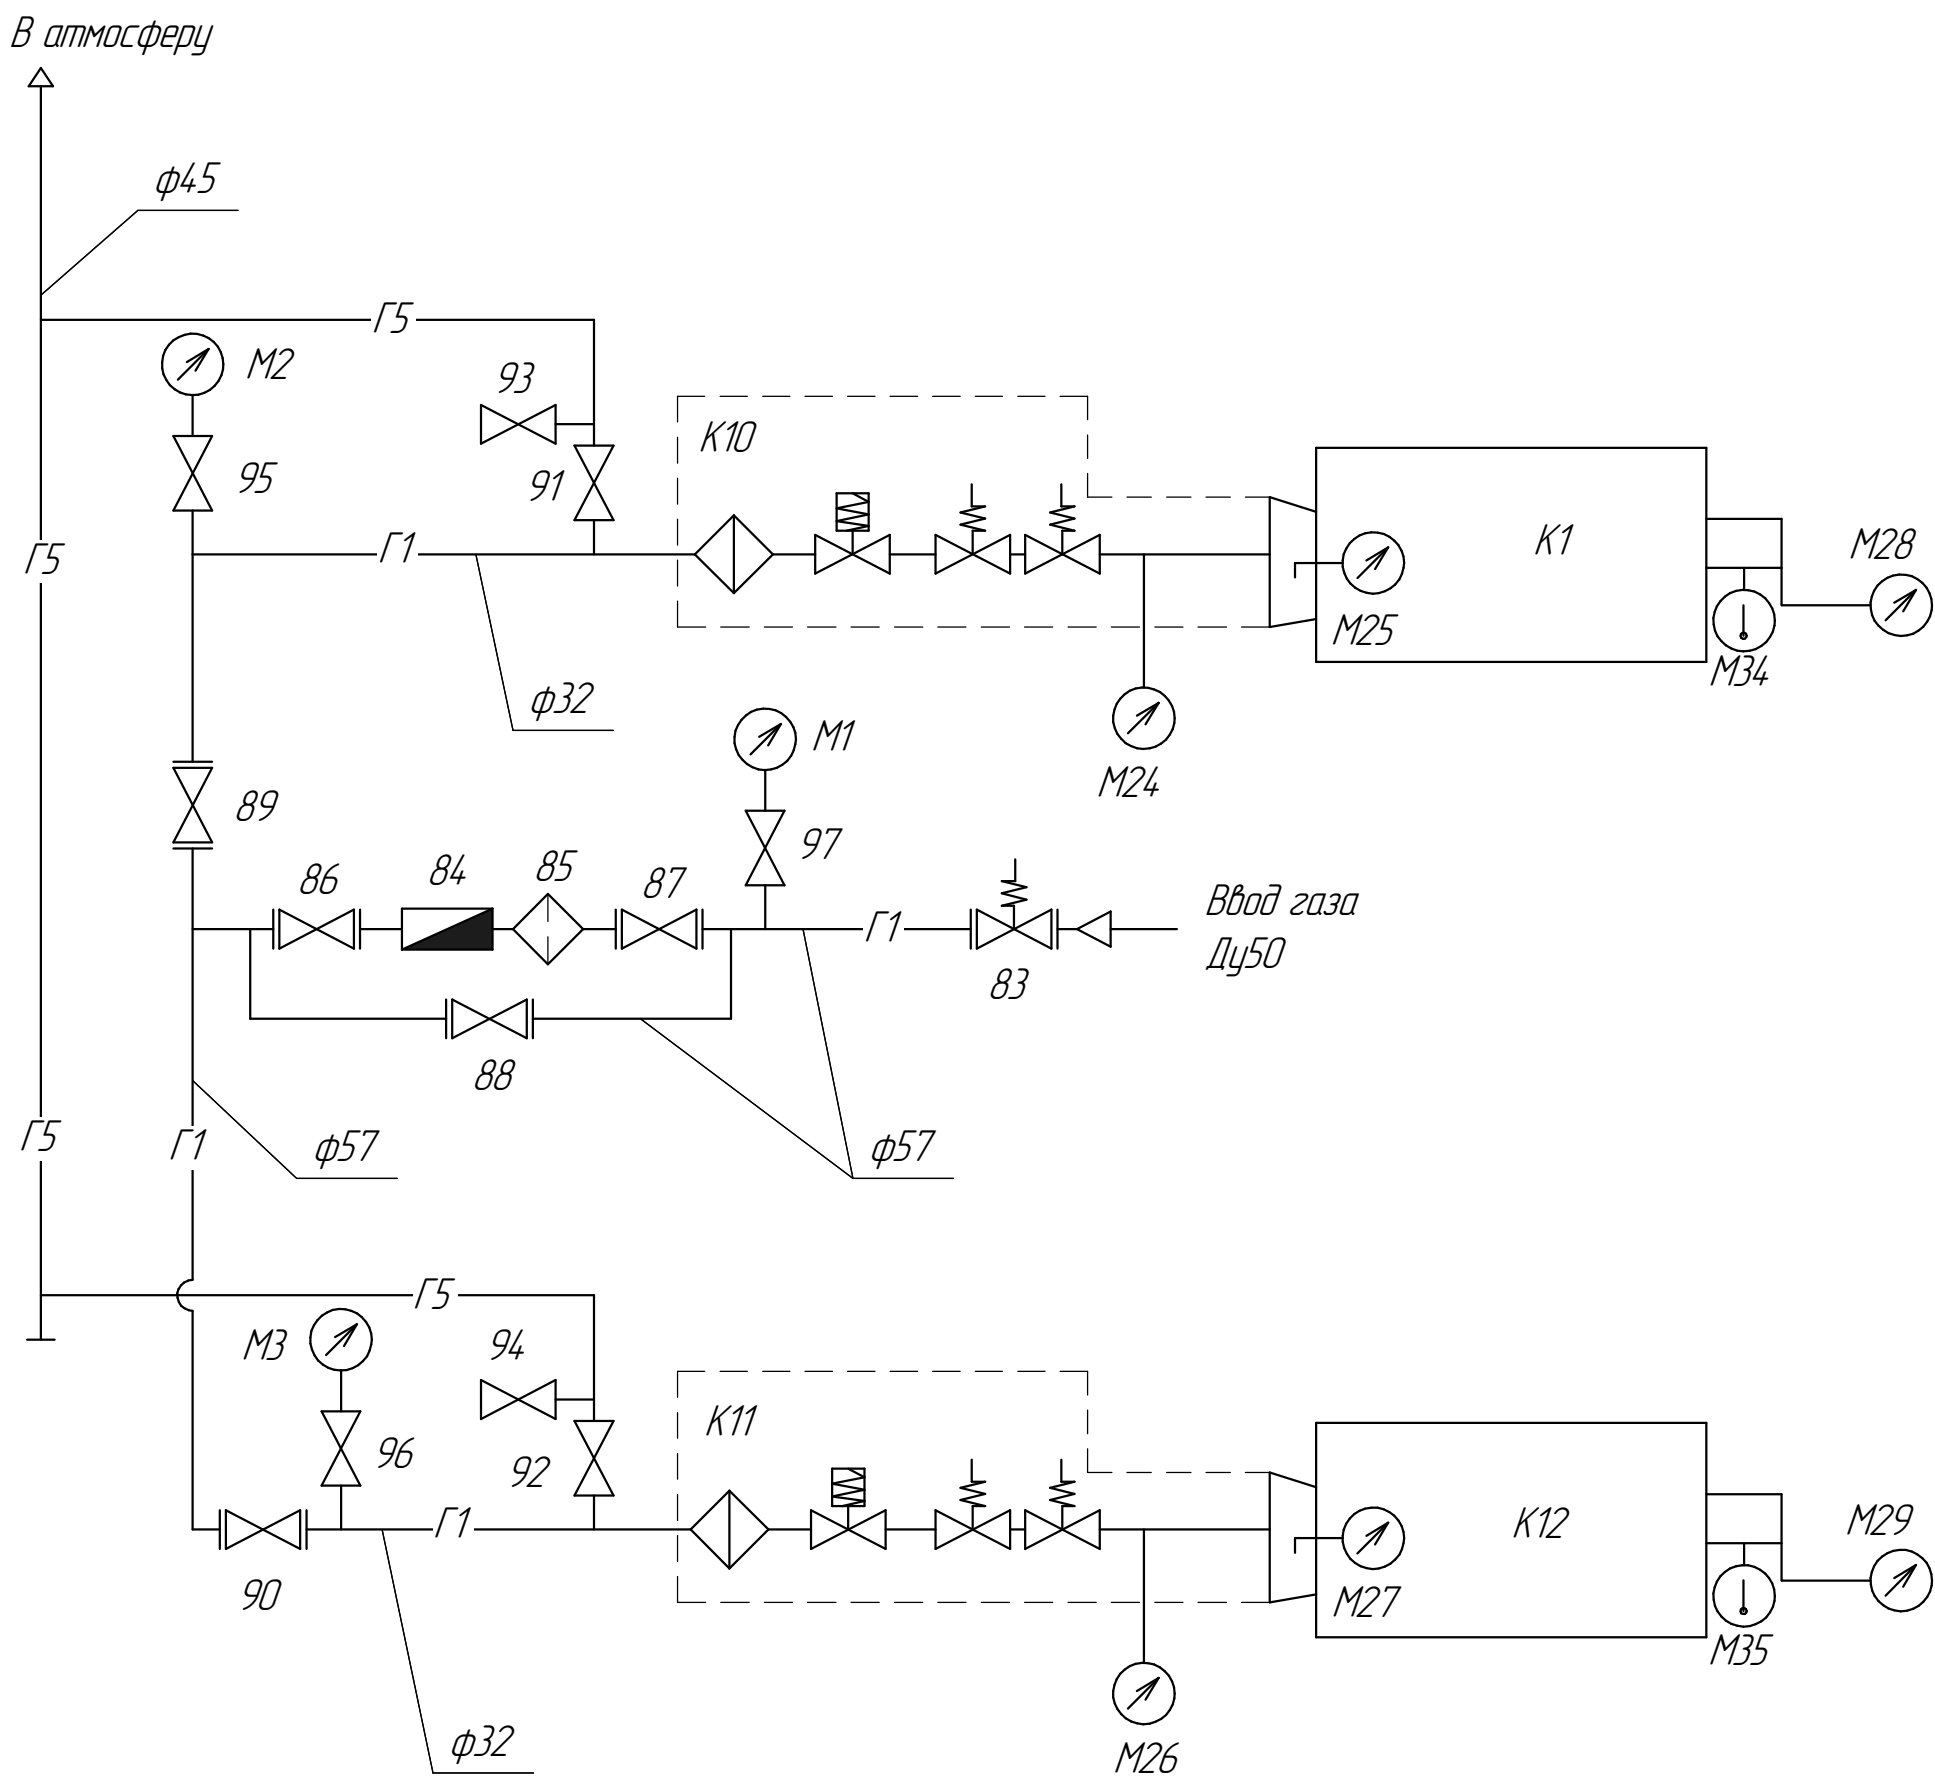 В атмосферу
ф45
Г5
М2
93
К10
95
91
Г1
К1
М28
Г5
М25
М34
ф32
М1
М24
89
97
86
84
85
87
Г1
Ввод газа
Ду50
83
88
Г5
Г1
ф57
ф57
Г5
М3
94
К11
96
92
Г1
К12
М29
90
М27
М35
ф32
М26